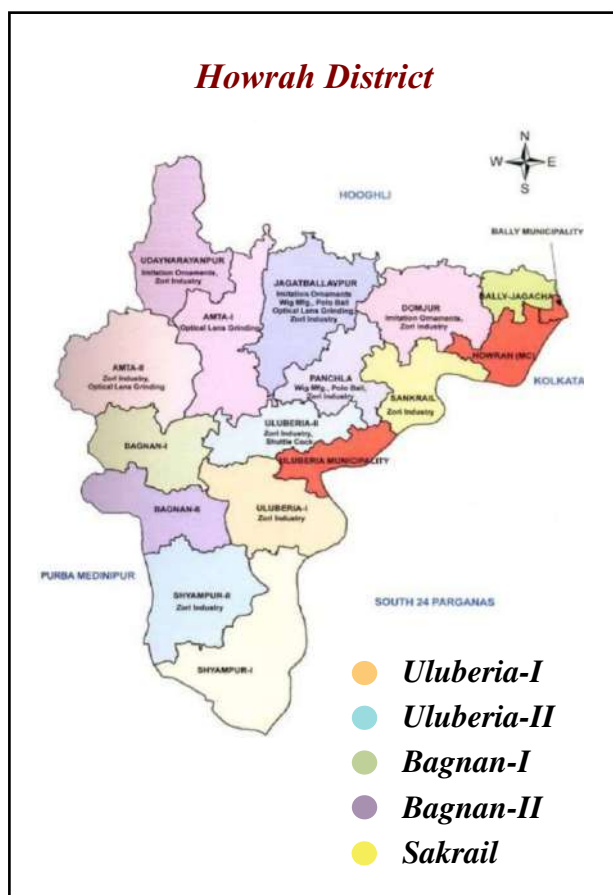 Howrah District
N
W E
S
HOOGHLI
BALLY MUNICIPALITY
UDAYNARAYANPUR
Imitation Ornaments,
Zori Industry
AMTA-I
Optical Lens Grinding
JAGATBALLAVPUR
Imitation Ornaments
Wig Mfg., Polo Ball
Optical Lens Grinding
Zori Industry
DOMJUR
Imitation Ornaments,
Zori Industry
BALLY-JAGACHA
HOWRAH (MC)
KOLKATA
AMTA-II
Zori Industry,
Optical Lens Grinding
PANCHLA
Wig Mfg., Polo Ball,
Zori Industry
SANKRAIL
Zori Industry
BAGNAN-I
ULUBERIA-II
Zori Industry,
Shuttle Cock
ULUBERIA MUNICIPALITY
BAGNAN-II
ULUBERIA-I
Zori Industry
PURBA MEDINIPUR
SHYAMPUR-II
Zori Industry
SOUTH 24 PARGANAS
SHYAMPUR-I
Uluberia-I
Uluberia-II
Bagnan-I
Bagnan-II
Sakrail